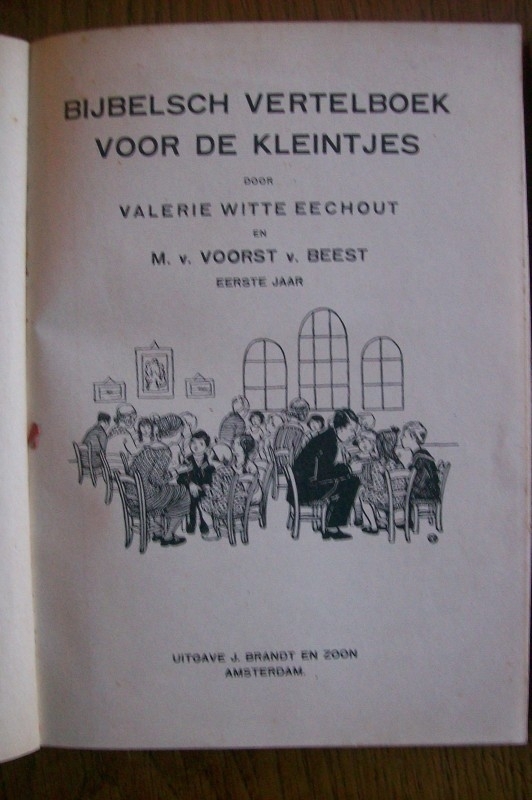 BIJBELSCH VERTELBOEK
VOOR DE KLEINTJES
DOOR
VALERIE WITTE EECHOUT
EN
M. v. VOORST v. BEEST
EERSTE JAAR
UITGAVE J. BRANDT EN ZOON
AMSTERDAM.